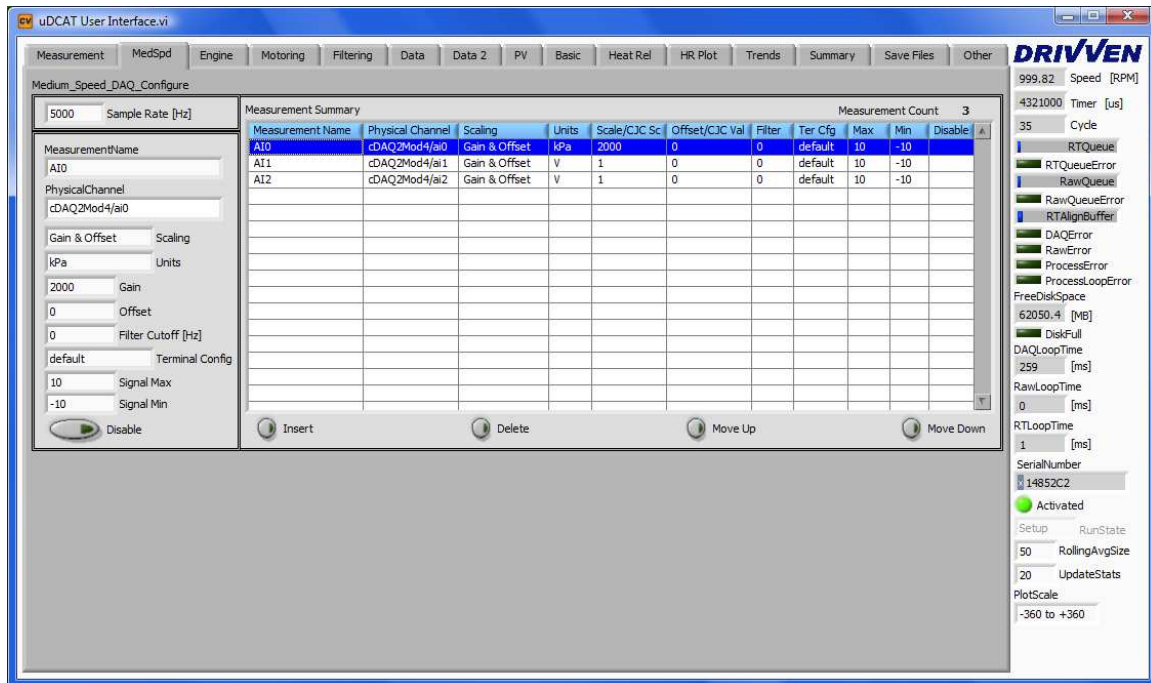 uDCAT User Interface.vi
Measurement MedSpd Engine Motoring Filtering Data Data 2 PV Basic Heat Rel HR Plot Trends Summary Save Files Other
DRIVVEN
Medium_Speed_DAQ_Configure
5000 Sample Rate [Hz]
MeasurementName
AI0
PhysicalChannel
cDAQ2Mod4/ai0
Gain & Offset Scaling
kPa Units
2000 Gain
0 Offset
0 Filter Cutoff [Hz]
default Terminal Config
10 Signal Max
-10 Signal Min
Disable
Measurement Summary Measurement Count 3
Measurement Name Physical Channel Scaling Units Scale/CJC Sc Offset/CJC Val Filter Ter Cfg Max Min Disable
AI0 cDAQ2Mod4/ai0 Gain & Offset kPa 2000 0 0 default 10 -10
AI1 cDAQ2Mod4/ai1 Gain & Offset V 1 0 0 default 10 -10
AI2 cDAQ2Mod4/ai2 Gain & Offset V 1 0 0 default 10 -10
Insert Delete Move Up Move Down
999.82 Speed [RPM]
4321000 Timer [us]
35 Cycle
RTQueue
RTQueueError
RawQueue
RawQueueError
RTAlignBuffer
DAQError
RawError
ProcessError
ProcessLoopError
FreeDiskSpace
62050.4 [MB]
DiskFull
DAQLoopTime
259 [ms]
RawLoopTime
0 [ms]
RTLoopTime
1 [ms]
SerialNumber
x 14852C2
Activated
Setup RunState
50 RollingAvgSize
20 UpdateStats
PlotScale
-360 to +360